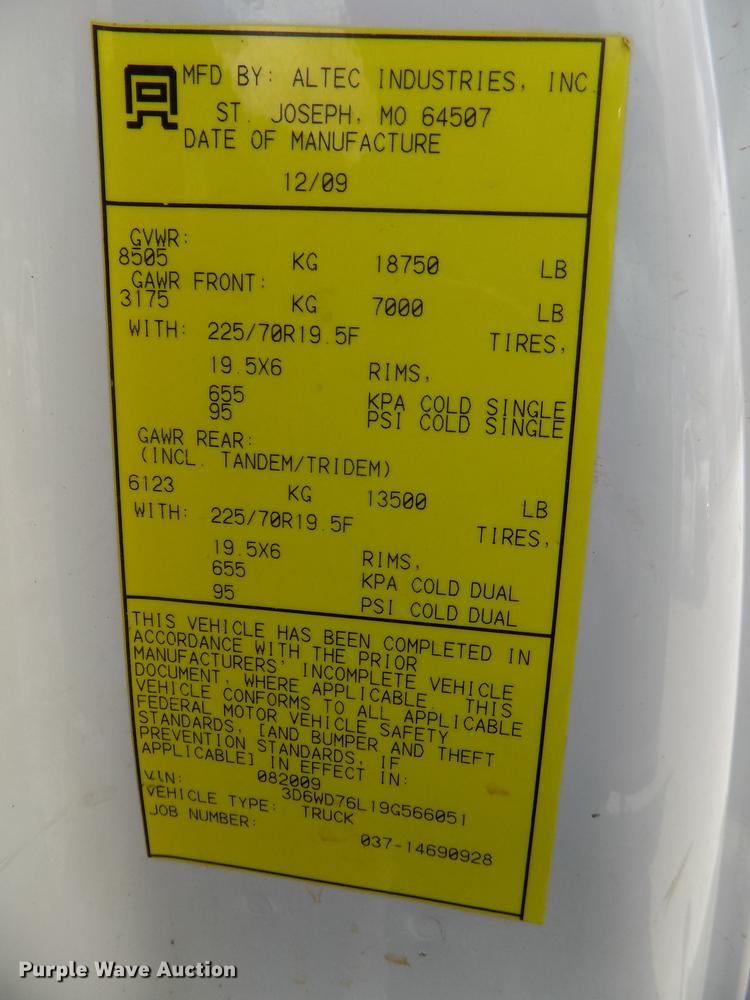 MFD BY: ALTEC INDUSTRIES, INC.
ST. JOSEPH, MO 64507
DATE OF MANUFACTURE
12/09
GVWR:
8505 KG 18750 LB
GAWR FRONT:
3175 KG 7000 LB
WITH: 225/70R19.5F TIRES,
19.5X6 RIMS,
655 KPA COLD SINGLE
95 PSI COLD SINGLE
GAWR REAR:
(INCL. TANDEM/TRIDEM)
6123 KG 13500 LB
WITH: 225/70R19.5F TIRES,
19.5X6 RIMS,
655 KPA COLD DUAL
95 PSI COLD DUAL
THIS VEHICLE HAS BEEN COMPLETED IN
ACCORDANCE WITH THE PRIOR
MANUFACTURERS' INCOMPLETE VEHICLE
DOCUMENT, WHERE APPLICABLE. THIS
VEHICLE CONFORMS TO ALL APPLICABLE
FEDERAL MOTOR VEHICLE SAFETY
STANDARDS, [AND BUMPER AND THEFT
PREVENTION STANDARDS, IF
APPLICABLE] IN EFFECT IN:
082009
VIN: 3D6WD76L19G566051
VEHICLE TYPE: TRUCK
JOB NUMBER: 037-14690928
Purple Wave Auction